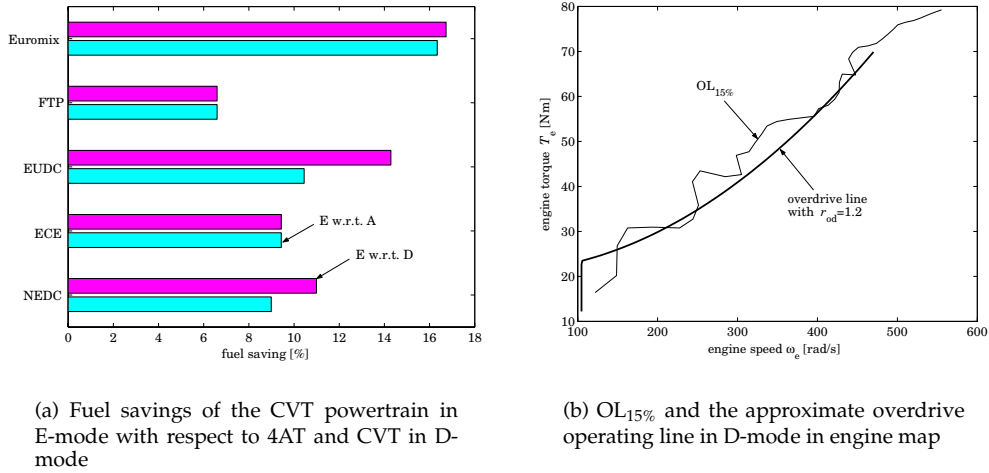 Euromix
FTP
EUDC
ECE
NEDC
E w.r.t. A
E w.r.t. D
0 2 4 6 8 10 12 14 16 18
fuel saving [%]
80
70
60
50
40
30
20
10
engine torque T_e [Nm]
OL15%
overdrive line
with r_od=1.2
100 200 300 400 500 600
engine speed ω_e [rad/s]
(a) Fuel savings of the CVT powertrain in
E-mode with respect to 4AT and CVT in D-
mode
(b) OL15% and the approximate overdrive
operating line in D-mode in engine map